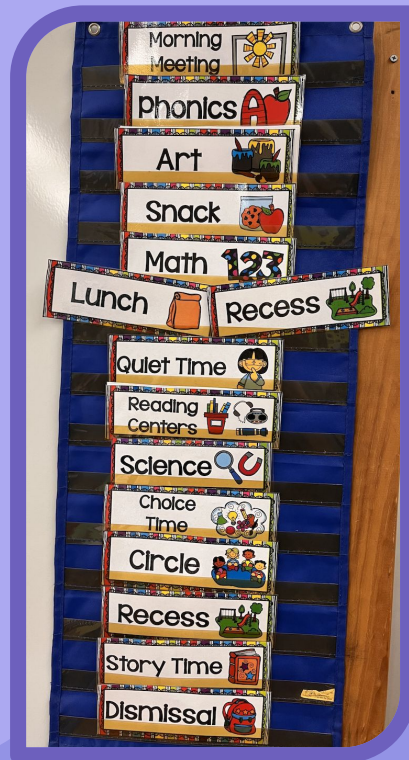 Morning
Meeting
Phonics
Art
Snack
Math 123
Lunch
Recess
Quiet Time
Reading
Centers
Science
Choice
Time
Circle
Recess
Story Time
Dismissal